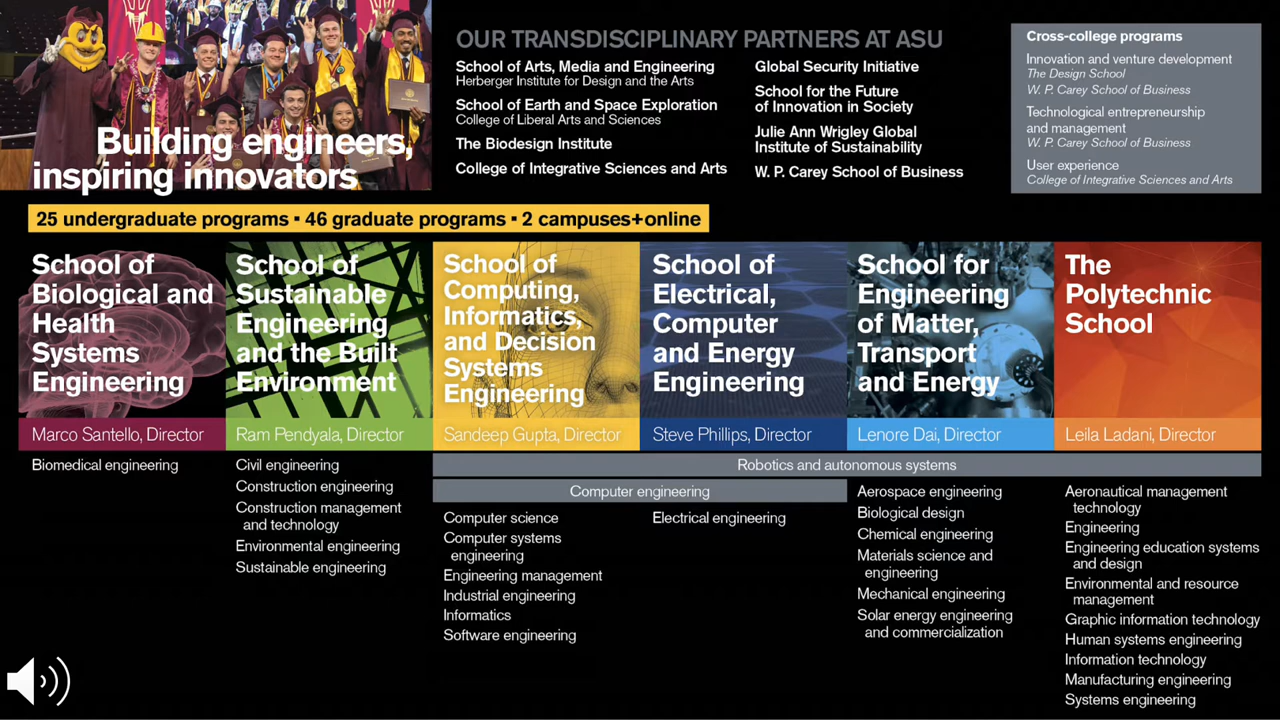 Building engineers,
inspiring innovators
OUR TRANSDISCIPLINARY PARTNERS AT ASU
School of Arts, Media and Engineering
Herberger Institute for Design and the Arts
School of Earth and Space Exploration
College of Liberal Arts and Sciences
The Biodesign Institute
College of Integrative Sciences and Arts
Global Security Initiative
School for the Future
of Innovation in Society
Julie Ann Wrigley Global
Institute of Sustainability
W. P. Carey School of Business
Cross-college programs
Innovation and venture development
The Design School
W. P. Carey School of Business
Technological entrepreneurship
and management
W. P. Carey School of Business
User experience
College of Integrative Sciences and Arts
25 undergraduate programs ▪ 46 graduate programs ▪ 2 campuses+online
School of
Biological and
Health
Systems
Engineering
Marco Santello, Director
Biomedical engineering
School of
Sustainable
Engineering
and the Built
Environment
Ram Pendyala, Director
Civil engineering
Construction engineering
Construction management
and technology
Environmental engineering
Sustainable engineering
School of
Computing,
Informatics,
and Decision
Systems
Engineering
Sandeep Gupta, Director
School of
Electrical,
Computer
and Energy
Engineering
Steve Phillips, Director
School for
Engineering
of Matter,
Transport
and Energy
Lenore Dai, Director
The
Polytechnic
School
Leila Ladani, Director
Robotics and autonomous systems
Computer engineering
Computer science
Computer systems
engineering
Engineering management
Industrial engineering
Informatics
Software engineering
Electrical engineering
Aerospace engineering
Biological design
Chemical engineering
Materials science and
engineering
Mechanical engineering
Solar energy engineering
and commercialization
Aeronautical management
technology
Engineering
Engineering education systems
and design
Environmental and resource
management
Graphic information technology
Human systems engineering
Information technology
Manufacturing engineering
Systems engineering